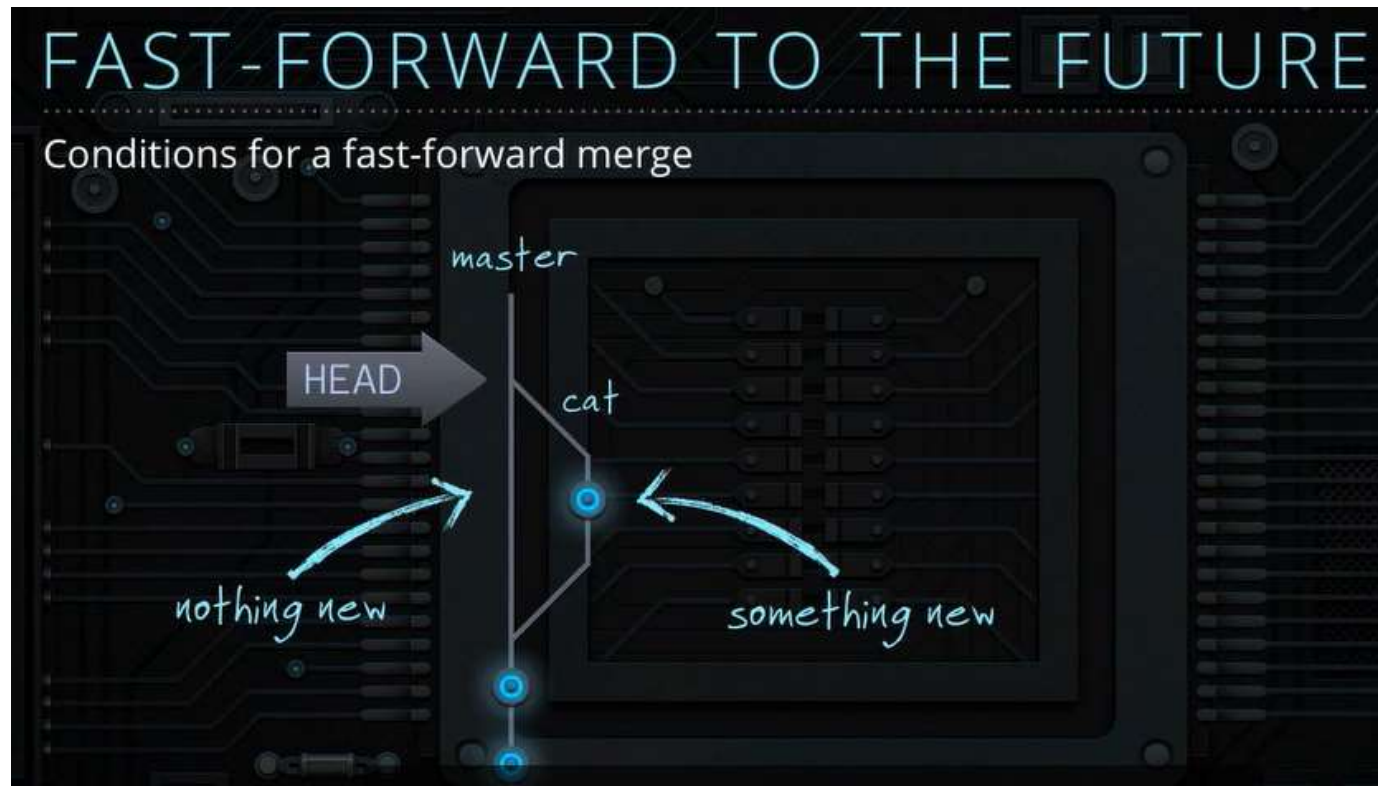 FAST-FORWARD TO THE FUTURE
Conditions for a fast-forward merge
master
HEAD
cat
nothing new
something new